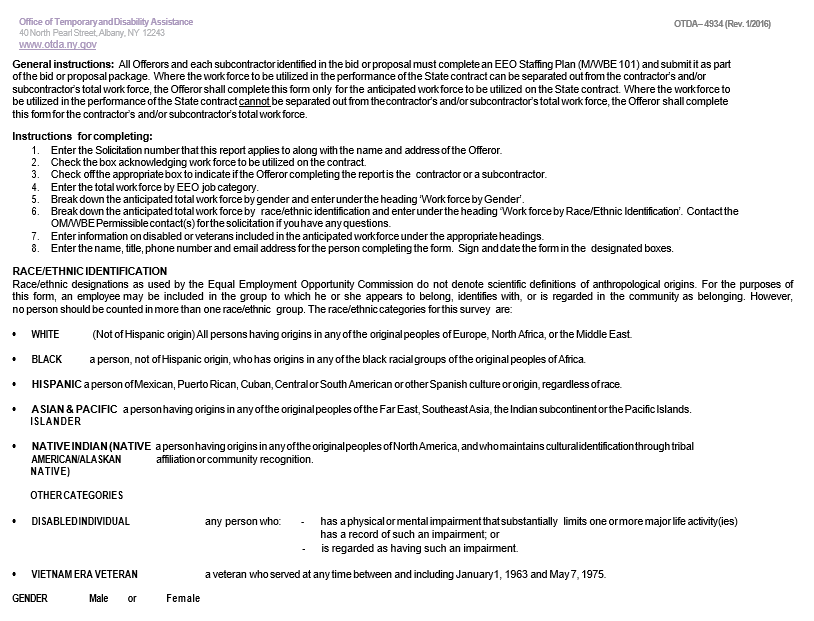 Office of Temporary and Disability Assistance
OTDA– 4934 (Rev. 1/2016)
40 North Pearl Street, Albany, NY 12243
www.otda.ny.gov
General instructions: All Offerors and each subcontractor identified in the bid or proposal must complete an EEO Staffing Plan (M/WBE 101) and submit it as part
of the bid or proposal package. Where the work force to be utilized in the performance of the State contract can be separated out from the contractor's and/or
subcontractor's total work force, the Offeror shall complete this form only for the anticipated work force to be utilized on the State contract. Where the work force to
be utilized in the performance of the State contract cannot be separated out from the contractor's and/or subcontractor's total work force, the Offeror shall complete
this form for the contractor's and/or subcontractor's total work force.
Instructions for completing:
1. Enter the Solicitation number that this report applies to along with the name and address of the Offeror.
2. Check the box acknowledging work force to be utilized on the contract.
3. Check off the appropriate box to indicate if the Offeror completing the report is the contractor or a subcontractor.
4. Enter the total work force by EEO job category.
5. Break down the anticipated total work force by gender and enter under the heading 'Work force by Gender'.
6. Break down the anticipated total work force by race/ethnic identification and enter under the heading 'Work force by Race/Ethnic Identification'. Contact the
OM/WBE Permissible contact(s) for the solicitation if you have any questions.
7. Enter information on disabled or veterans included in the anticipated work force under the appropriate headings.
8. Enter the name, title, phone number and email address for the person completing the form. Sign and date the form in the designated boxes.
RACE/ETHNIC IDENTIFICATION
Race/ethnic designations as used by the Equal Employment Opportunity Commission do not denote scientific definitions of anthropological origins. For the purposes of
this form, an employee may be included in the group to which he or she appears to belong, identifies with, or is regarded in the community as belonging. However,
no person should be counted in more than one race/ethnic group. The race/ethnic categories for this survey are:
• WHITE (Not of Hispanic origin) All persons having origins in any of the original peoples of Europe, North Africa, or the Middle East.
• BLACK a person, not of Hispanic origin, who has origins in any of the black racial groups of the original peoples of Africa.
• HISPANIC a person of Mexican, Puerto Rican, Cuban, Central or South American or other Spanish culture or origin, regardless of race.
• ASIAN & PACIFIC a person having origins in any of the original peoples of the Far East, Southeast Asia, the Indian subcontinent or the Pacific Islands.
ISLANDER
• NATIVE INDIAN (NATIVE a person having origins in any of the original peoples of North America, and who maintains cultural identification through tribal
AMERICAN/ALASKAN affiliation or community recognition.
NATIVE)
OTHER CATEGORIES
• DISABLED INDIVIDUAL any person who: - has a physical or mental impairment that substantially limits one or more major life activity(ies)
has a record of such an impairment; or
- is regarded as having such an impairment.
• VIETNAM ERA VETERAN a veteran who served at any time between and including January 1, 1963 and May 7, 1975.
GENDER Male or Female